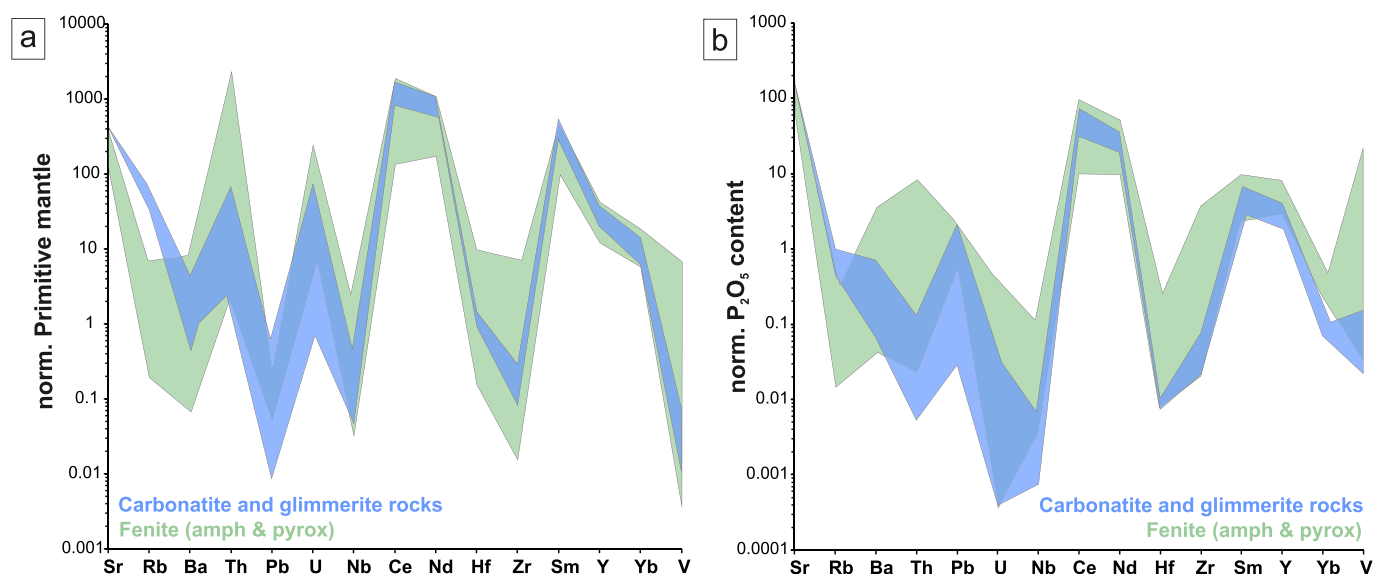 a
10000
1000
100
10
1
0.1
0.01
0.001
norm. Primitive mantle
Carbonatite and glimmerite rocks
Fenite (amph & pyrox)
Sr Rb Ba Th Pb U Nb Ce Nd Hf Zr Sm Y Yb V
b
1000
100
10
1
0.1
0.01
0.001
0.0001
norm. P₂O₅ content
Carbonatite and glimmerite rocks
Fenite (amph & pyrox)
Sr Rb Ba Th Pb U Nb Ce Nd Hf Zr Sm Y Yb V